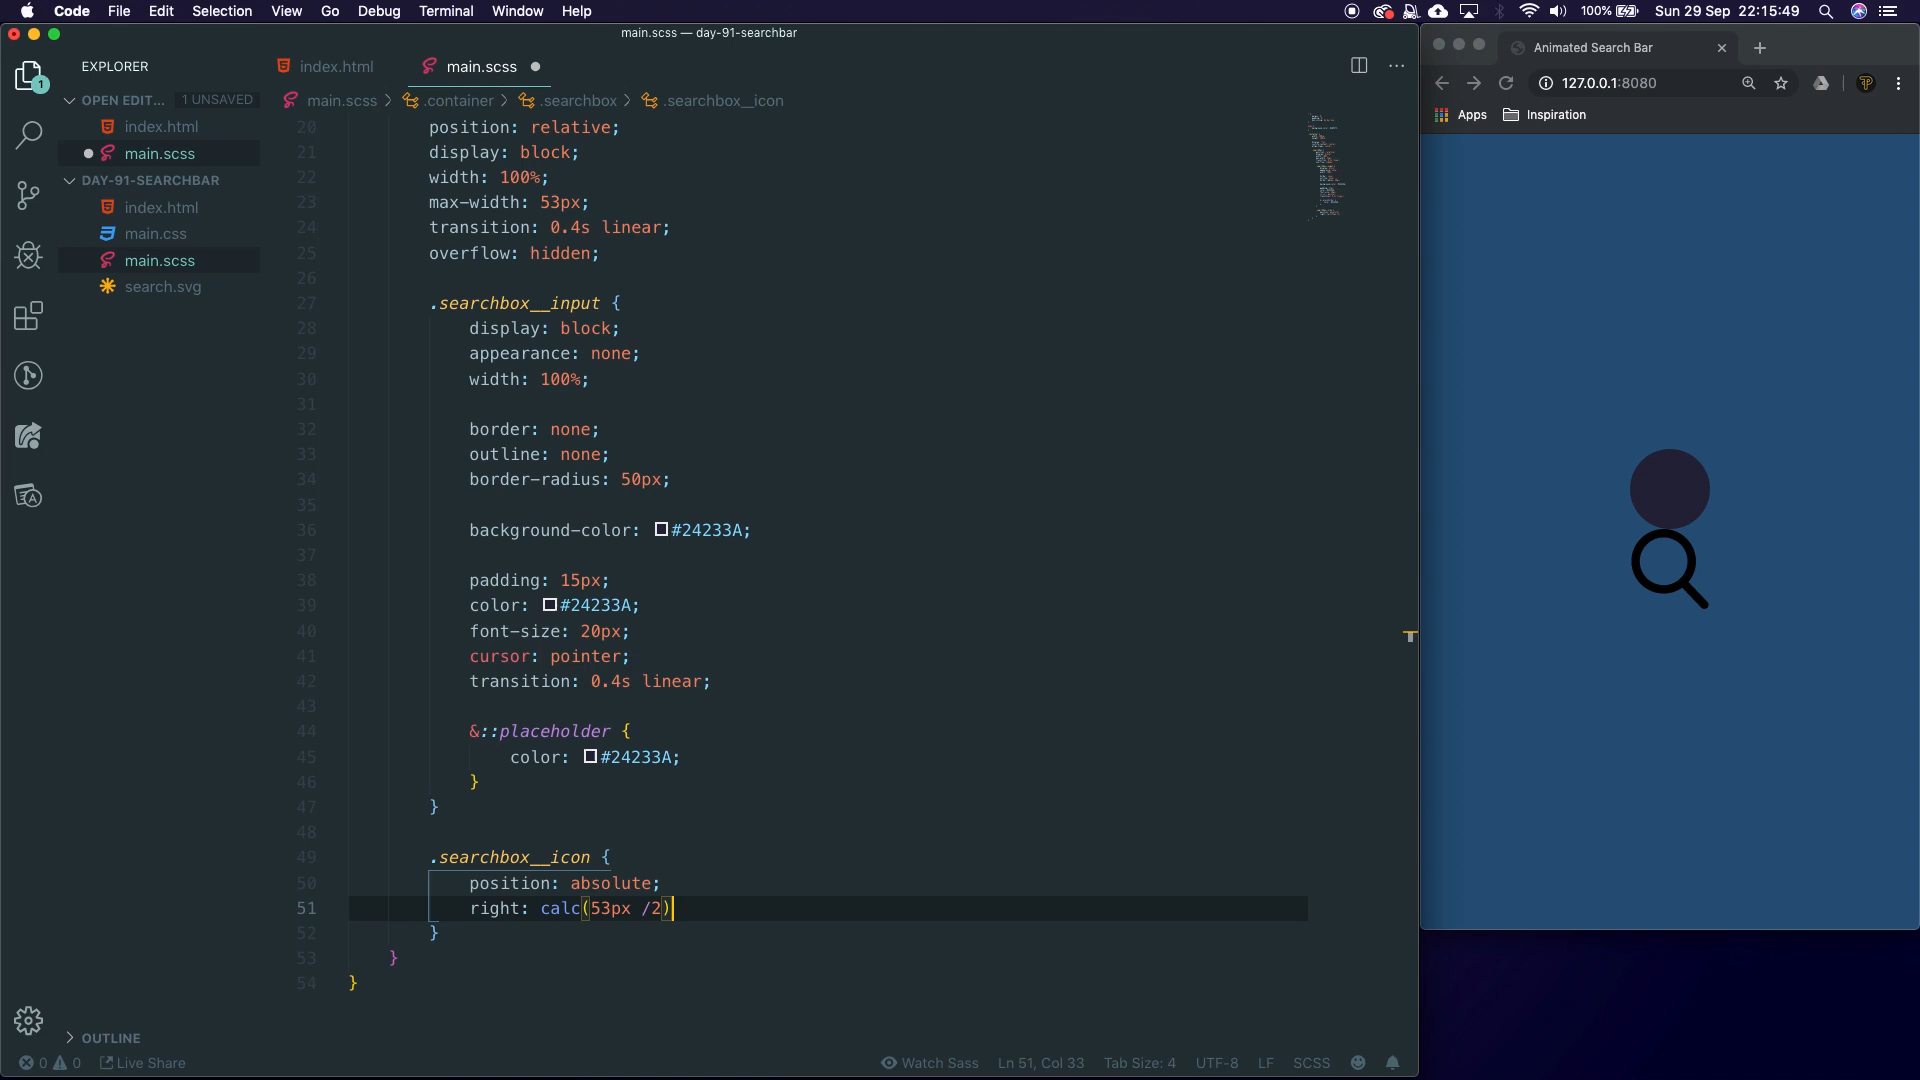 Code File Edit Selection View Go Debug Terminal Window Help
100% Sun 29 Sep 22:15:49
main.scss — day-91-searchbar
EXPLORER
OPEN EDIT... 1 UNSAVED
index.html
main.scss
DAY-91-SEARCHBAR
index.html
main.css
main.scss
search.svg
OUTLINE
1
index.html main.scss
main.scss .container .searchbox .searchbox__icon
20 position: relative;
21 display: block;
22 width: 100%;
23 max-width: 53px;
24 transition: 0.4s linear;
25 overflow: hidden;
26
27 .searchbox__input {
28 display: block;
29 appearance: none;
30 width: 100%;
31
32 border: none;
33 outline: none;
34 border-radius: 50px;
35
36 background-color: #24233A;
37
38 padding: 15px;
39 color: #24233A;
40 font-size: 20px;
41 cursor: pointer;
42 transition: 0.4s linear;
43
44 &::placeholder {
45 color: #24233A;
46 }
47 }
48
49 .searchbox__icon {
50 position: absolute;
51 right: calc(53px /2)
52 }
53 }
54 }
0 0 Live Share Watch Sass Ln 51, Col 33 Tab Size: 4 UTF-8 LF SCSS
Animated Search Bar
127.0.0.1:8080
Apps Inspiration